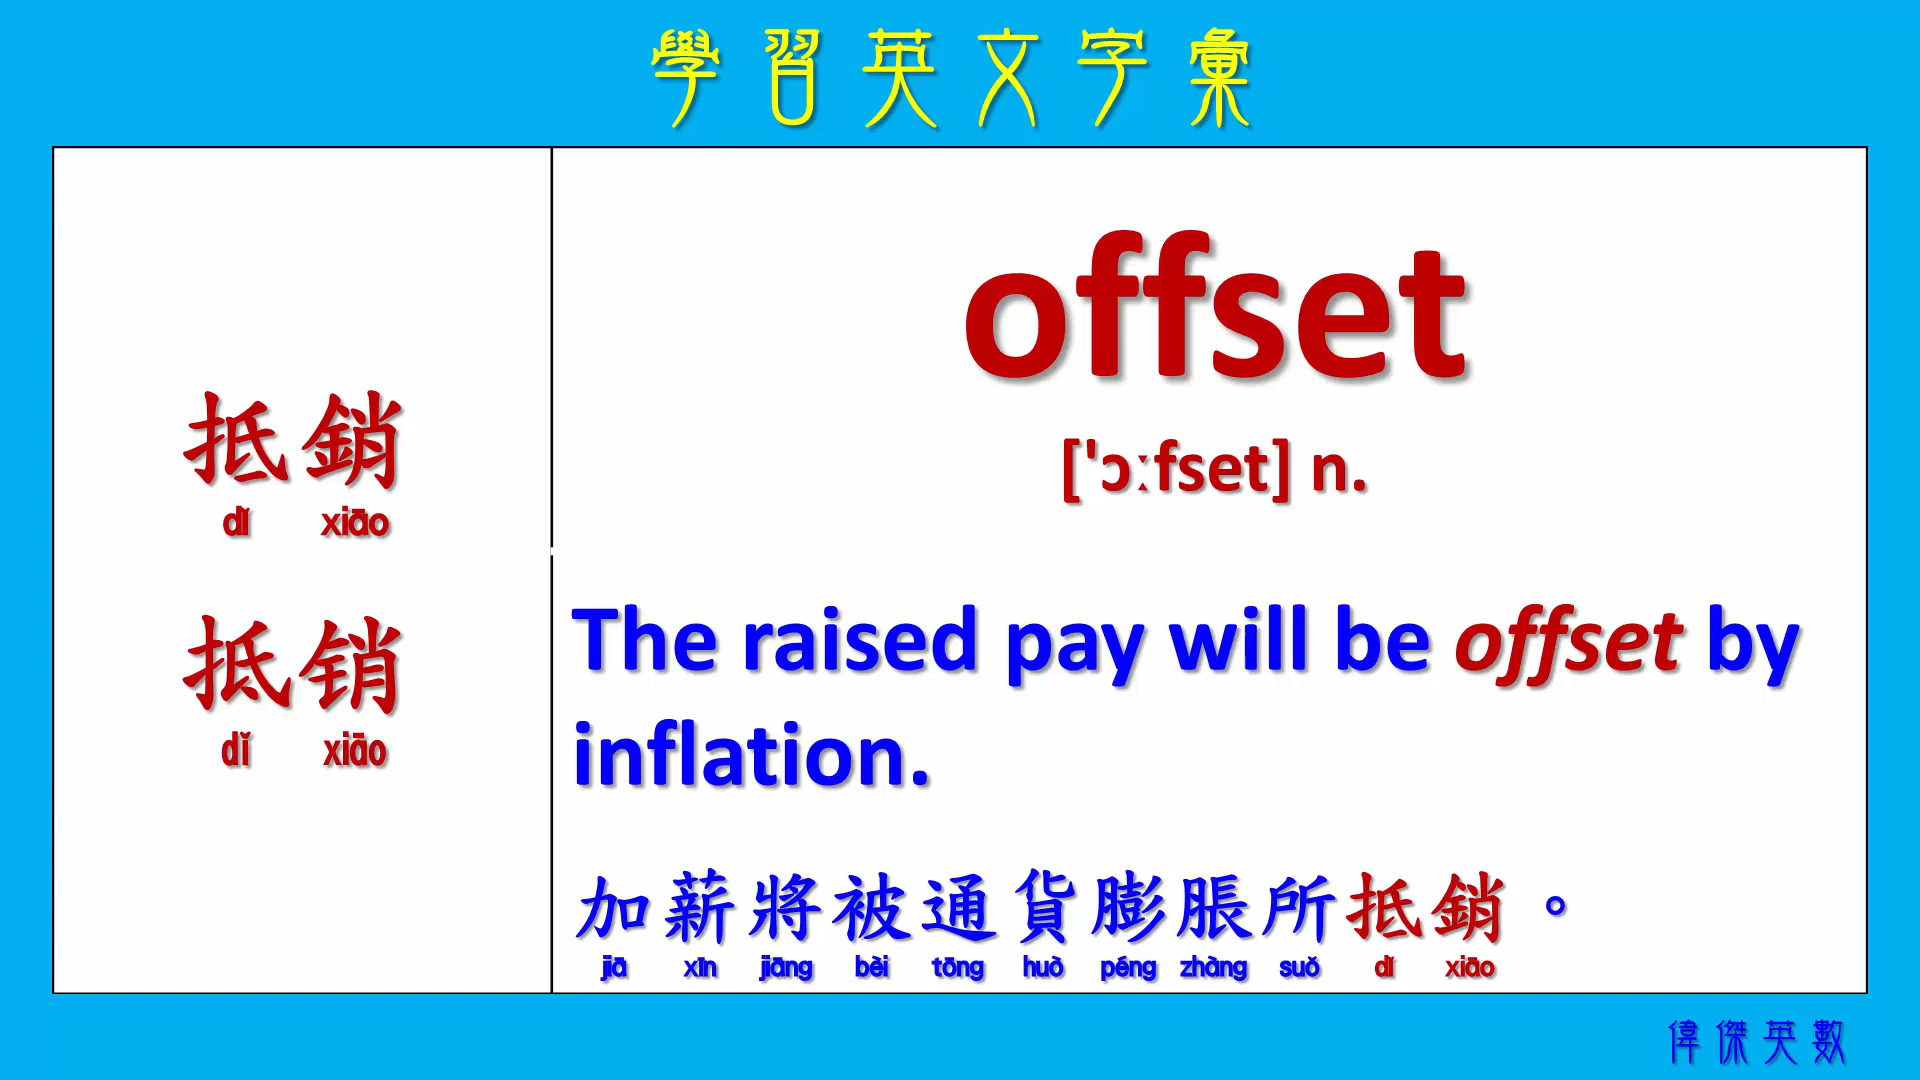 學習英文字彙
抵銷
dǐ xiāo
抵销
dǐ xiāo
offset
['ɔːfset] n.
The raised pay will be offset by
inflation.
加薪將被通貨膨脹所抵銷。
jiā xīn jiāng bèi tōng huò péng zhàng suǒ dǐ xiāo
偉傑英數